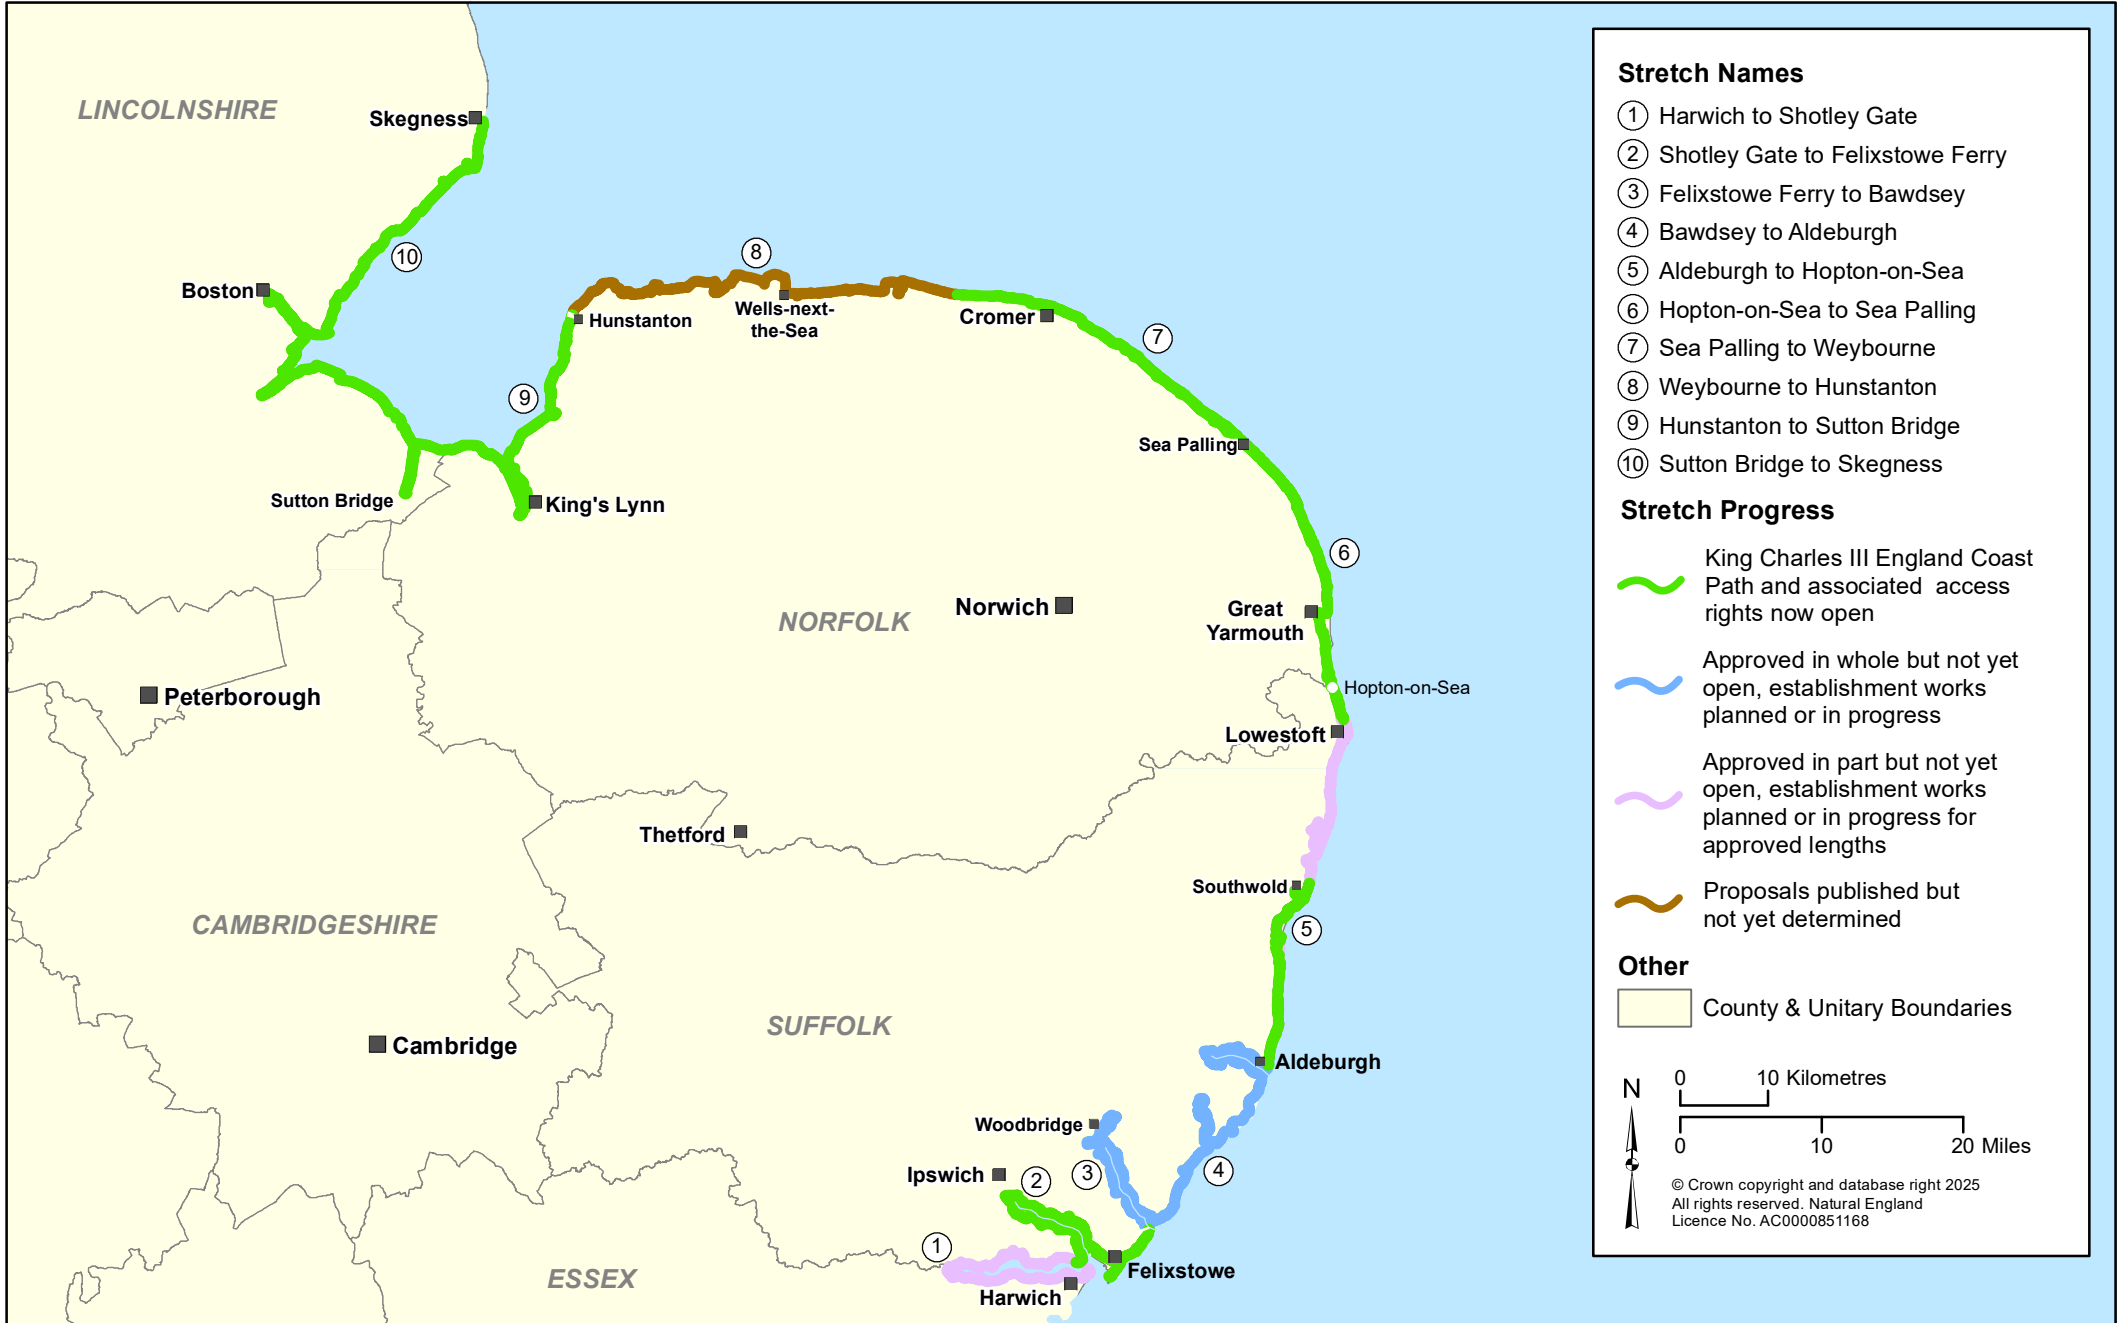 LINCOLNSHIRE
Skegness
10
Boston
8
Hunstanton
Wells-next-
the-Sea
Cromer
7
9
Sea Palling
Sutton Bridge
King's Lynn
6
Norwich
NORFOLK
Great
Yarmouth
Peterborough
Hopton-on-Sea
Lowestoft
Thetford
Southwold
CAMBRIDGESHIRE
5
SUFFOLK
Cambridge
Aldeburgh
Woodbridge
Ipswich
2
3
4
1
Felixstowe
ESSEX
Harwich
Stretch Names
1 Harwich to Shotley Gate
2 Shotley Gate to Felixstowe Ferry
3 Felixstowe Ferry to Bawdsey
4 Bawdsey to Aldeburgh
5 Aldeburgh to Hopton-on-Sea
6 Hopton-on-Sea to Sea Palling
7 Sea Palling to Weybourne
8 Weybourne to Hunstanton
9 Hunstanton to Sutton Bridge
10 Sutton Bridge to Skegness
Stretch Progress
King Charles III England Coast
Path and associated access
rights now open
Approved in whole but not yet
open, establishment works
planned or in progress
Approved in part but not yet
open, establishment works
planned or in progress for
approved lengths
Proposals published but
not yet determined
Other
County & Unitary Boundaries
N
0 10 Kilometres
0 10 20 Miles
© Crown copyright and database right 2025
All rights reserved. Natural England
Licence No. AC0000851168